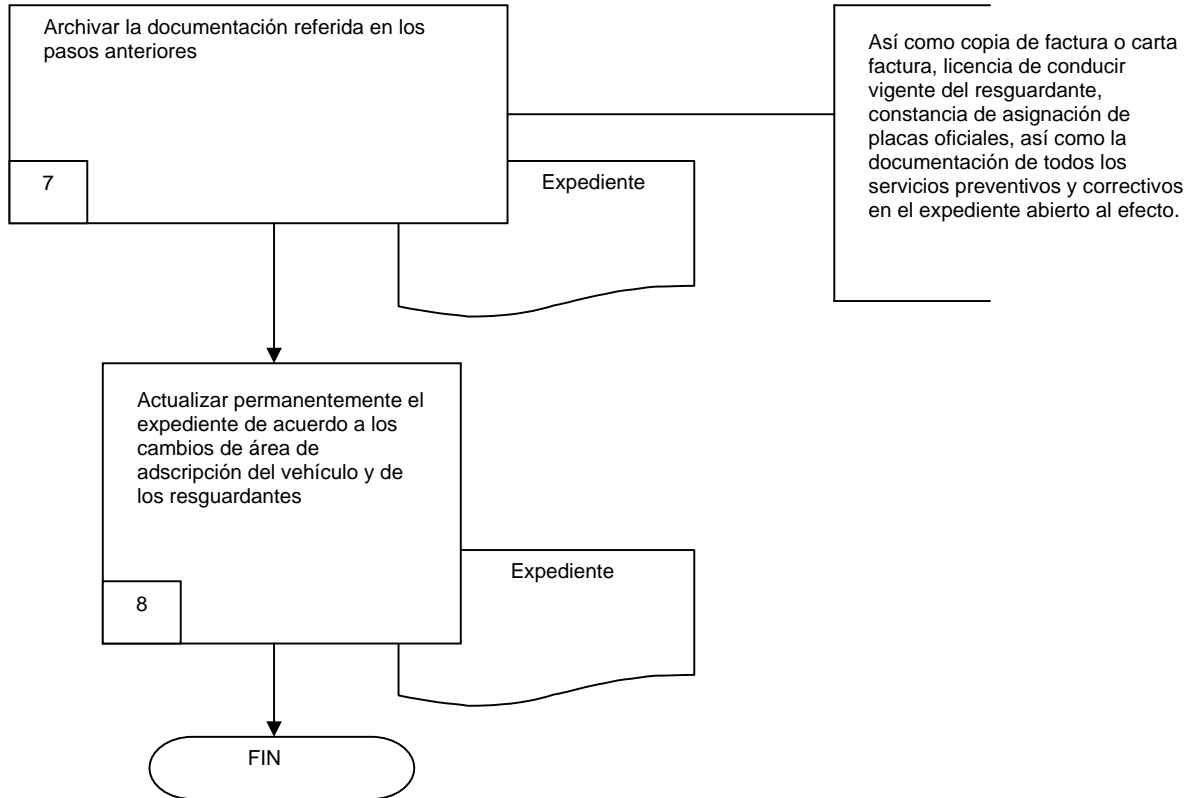 Archivar la documentación referida en los
pasos anteriores
7
Expediente
Así como copia de factura o carta
factura, licencia de conducir
vigente del resguardante,
constancia de asignación de
placas oficiales, así como la
documentación de todos los
servicios preventivos y correctivos
en el expediente abierto al efecto.
Actualizar permanentemente el
expediente de acuerdo a los
cambios de área de
adscripción del vehículo y de
los resguardantes
8
Expediente
FIN